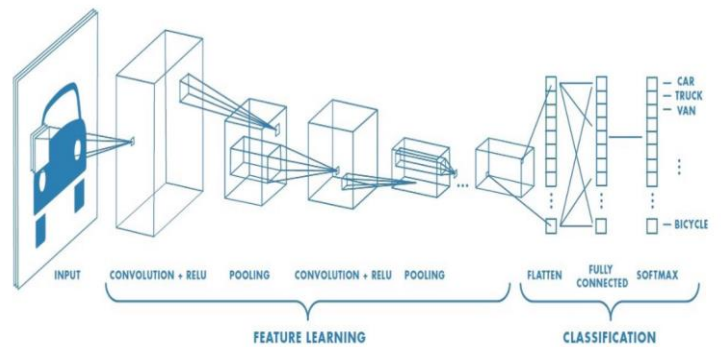 CAR
TRUCK
VAN
BICYCLE
INPUT
CONVOLUTION + RELU
POOLING
CONVOLUTION + RELU
POOLING
FLATTEN
FULLY
CONNECTED
SOFTMAX
FEATURE LEARNING
CLASSIFICATION